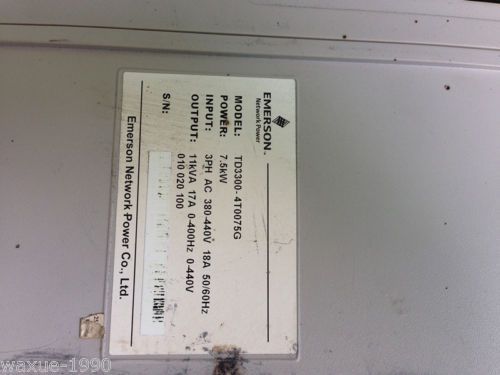 EMERSON.
Network Power
MODEL: TD3300-4T0075G
POWER: 7.5kW
INPUT: 3PH AC 380-440V 18A 50/60Hz
OUTPUT: 11kVA 17A 0-400Hz 0-440V
010 020 100
S/N:
Emerson Network Power Co., Ltd.
waxue-1990